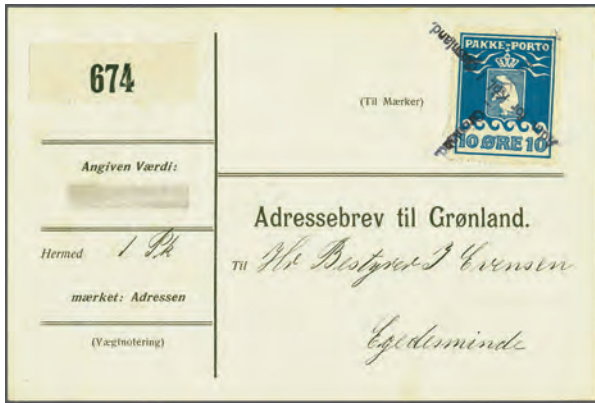 674
Angiven Værdi:
Hermed 1 Pk
mærket: Adressen
(Vægtnotering)
(Til Mærker)
PAKKE-PORTO
10 ØRE 10
Grønland,
Adressebrev til Grønland.
Til Hr Bestyrer J Evensen
Egedesminde